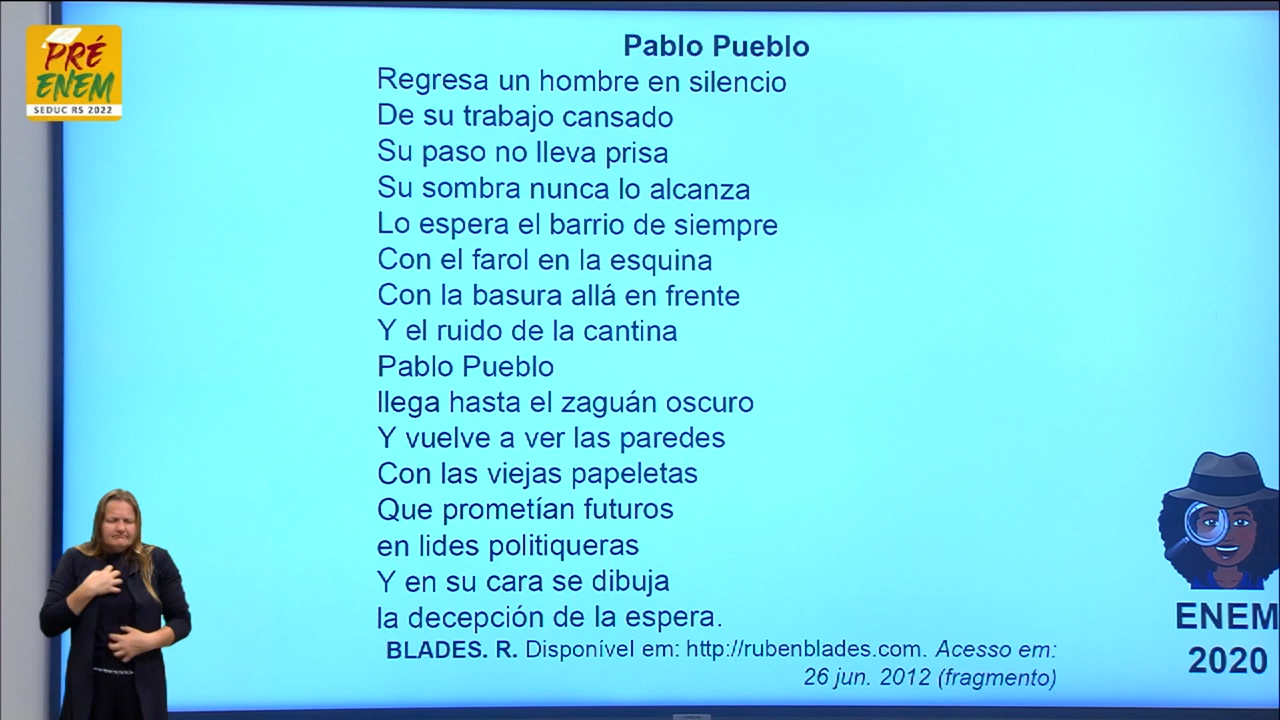 PRÉ
ENEM
SEDUC RS 2022
Pablo Pueblo
Regresa un hombre en silencio
De su trabajo cansado
Su paso no lleva prisa
Su sombra nunca lo alcanza
Lo espera el barrio de siempre
Con el farol en la esquina
Con la basura allá en frente
Y el ruido de la cantina
Pablo Pueblo
llega hasta el zaguán oscuro
Y vuelve a ver las paredes
Con las viejas papeletas
Que prometían futuros
en lides politiqueras
Y en su cara se dibuja
la decepción de la espera.
BLADES. R. Disponível em: http://rubenblades.com. Acesso em:
26 jun. 2012 (fragmento)
ENEM
2020